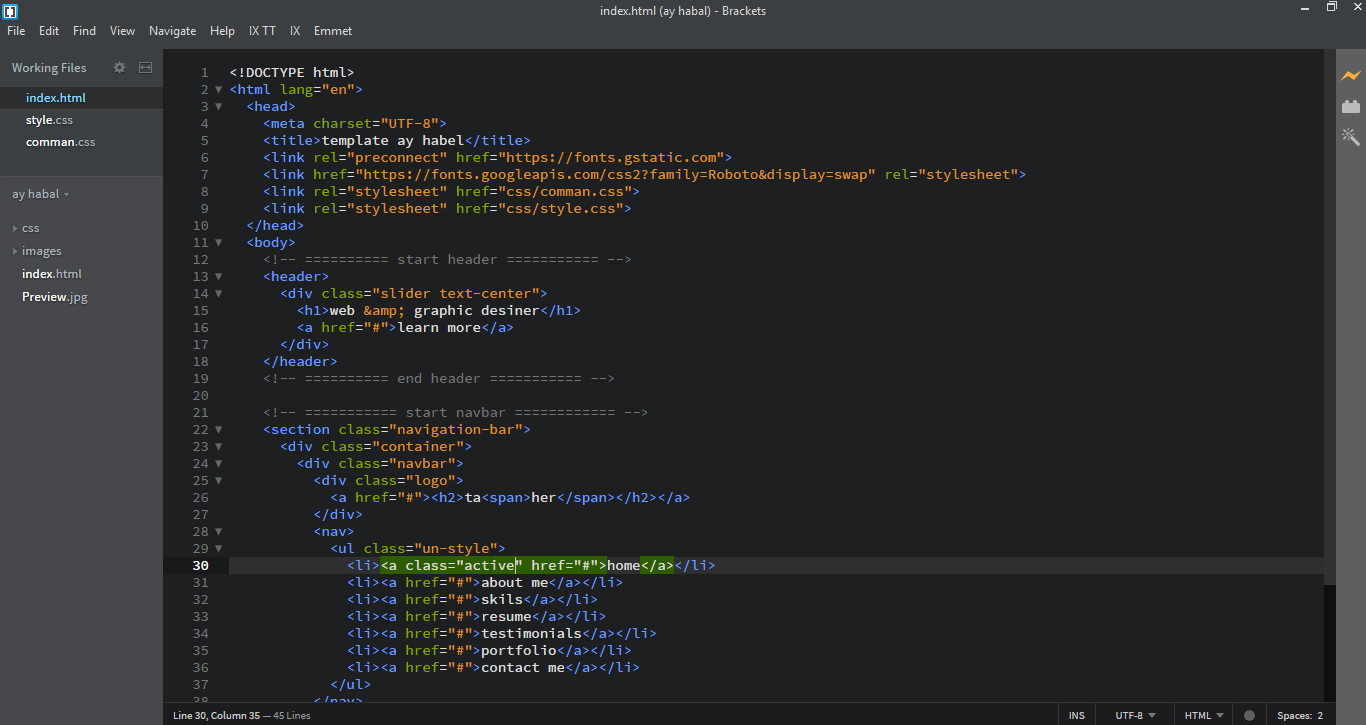 index.html (ay habal) - Brackets
File Edit Find View Navigate Help IX TT IX Emmet
Working Files
index.html
style.css
comman.css
ay habal
css
images
index.html
Preview.jpg
1 <!DOCTYPE html>
2 <html lang="en">
3 <head>
4 <meta charset="UTF-8">
5 <title>template ay habel</title>
6 <link rel="preconnect" href="https://fonts.gstatic.com">
7 <link href="https://fonts.googleapis.com/css2?family=Roboto&display=swap" rel="stylesheet">
8 <link rel="stylesheet" href="css/comman.css">
9 <link rel="stylesheet" href="css/style.css">
10 </head>
11 <body>
12 <!-- ========== start header =========== -->
13 <header>
14 <div class="slider text-center">
15 <h1>web &amp; graphic desiner</h1>
16 <a href="#">learn more</a>
17 </div>
18 </header>
19 <!-- ========== end header =========== -->
20
21 <!-- =========== start navbar ============ -->
22 <section class="navigation-bar">
23 <div class="container">
24 <div class="navbar">
25 <div class="logo">
26 <a href="#"><h2>ta<span>her</span></h2></a>
27 </div>
28 <nav>
29 <ul class="un-style">
30 <li><a class="active" href="#">home</a></li>
31 <li><a href="#">about me</a></li>
32 <li><a href="#">skils</a></li>
33 <li><a href="#">resume</a></li>
34 <li><a href="#">testimonials</a></li>
35 <li><a href="#">portfolio</a></li>
36 <li><a href="#">contact me</a></li>
37 </ul>
38 </nav>
Line 30, Column 35 — 45 Lines
INS UTF-8 HTML Spaces: 2